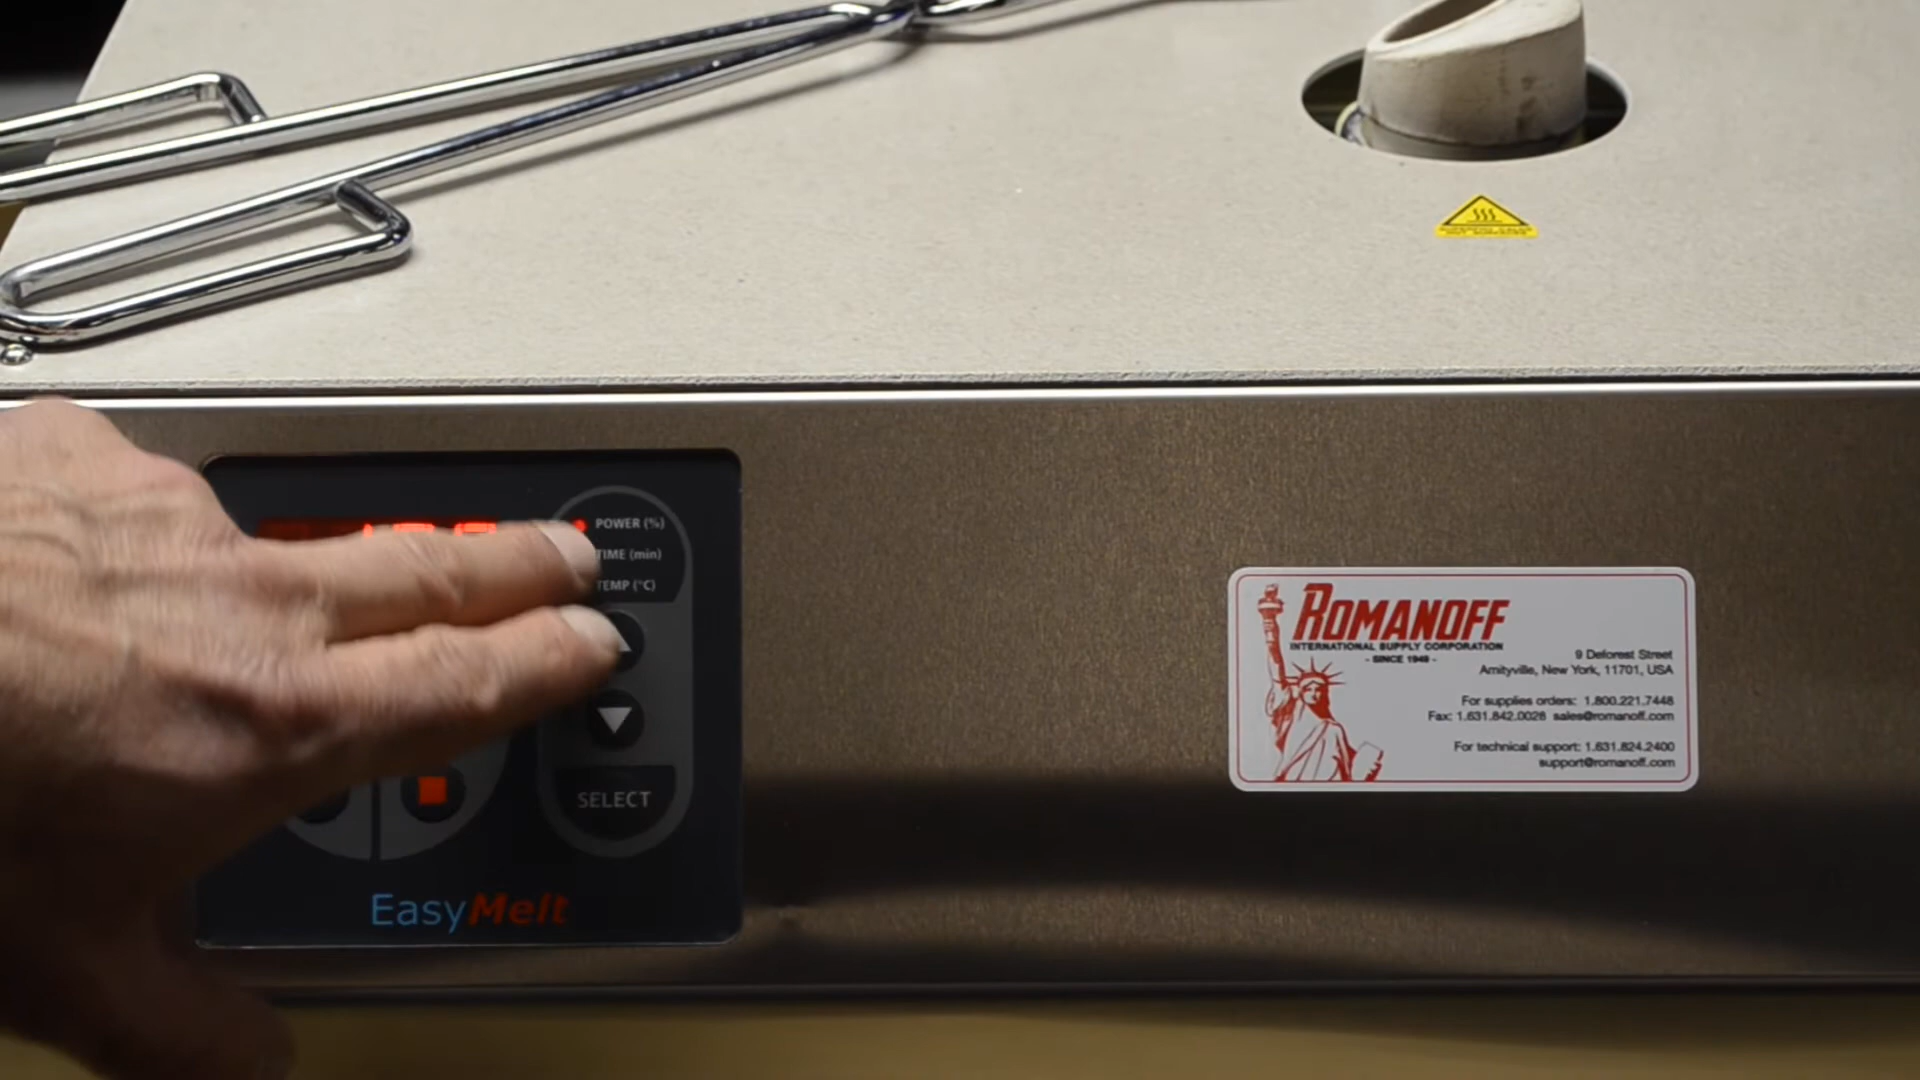 POWER (%)
TIME (min)
TEMP (°C)
SELECT
EasyMelt
ROMANOFF
INTERNATIONAL SUPPLY CORPORATION
- SINCE 1948 -
9 Deforest Street
Amityville, New York, 11701, USA
For supplies orders: 1.800.221.7448
Fax: 1.631.842.0028 sales@romanoff.com
For technical support: 1.631.824.2400
support@romanoff.com